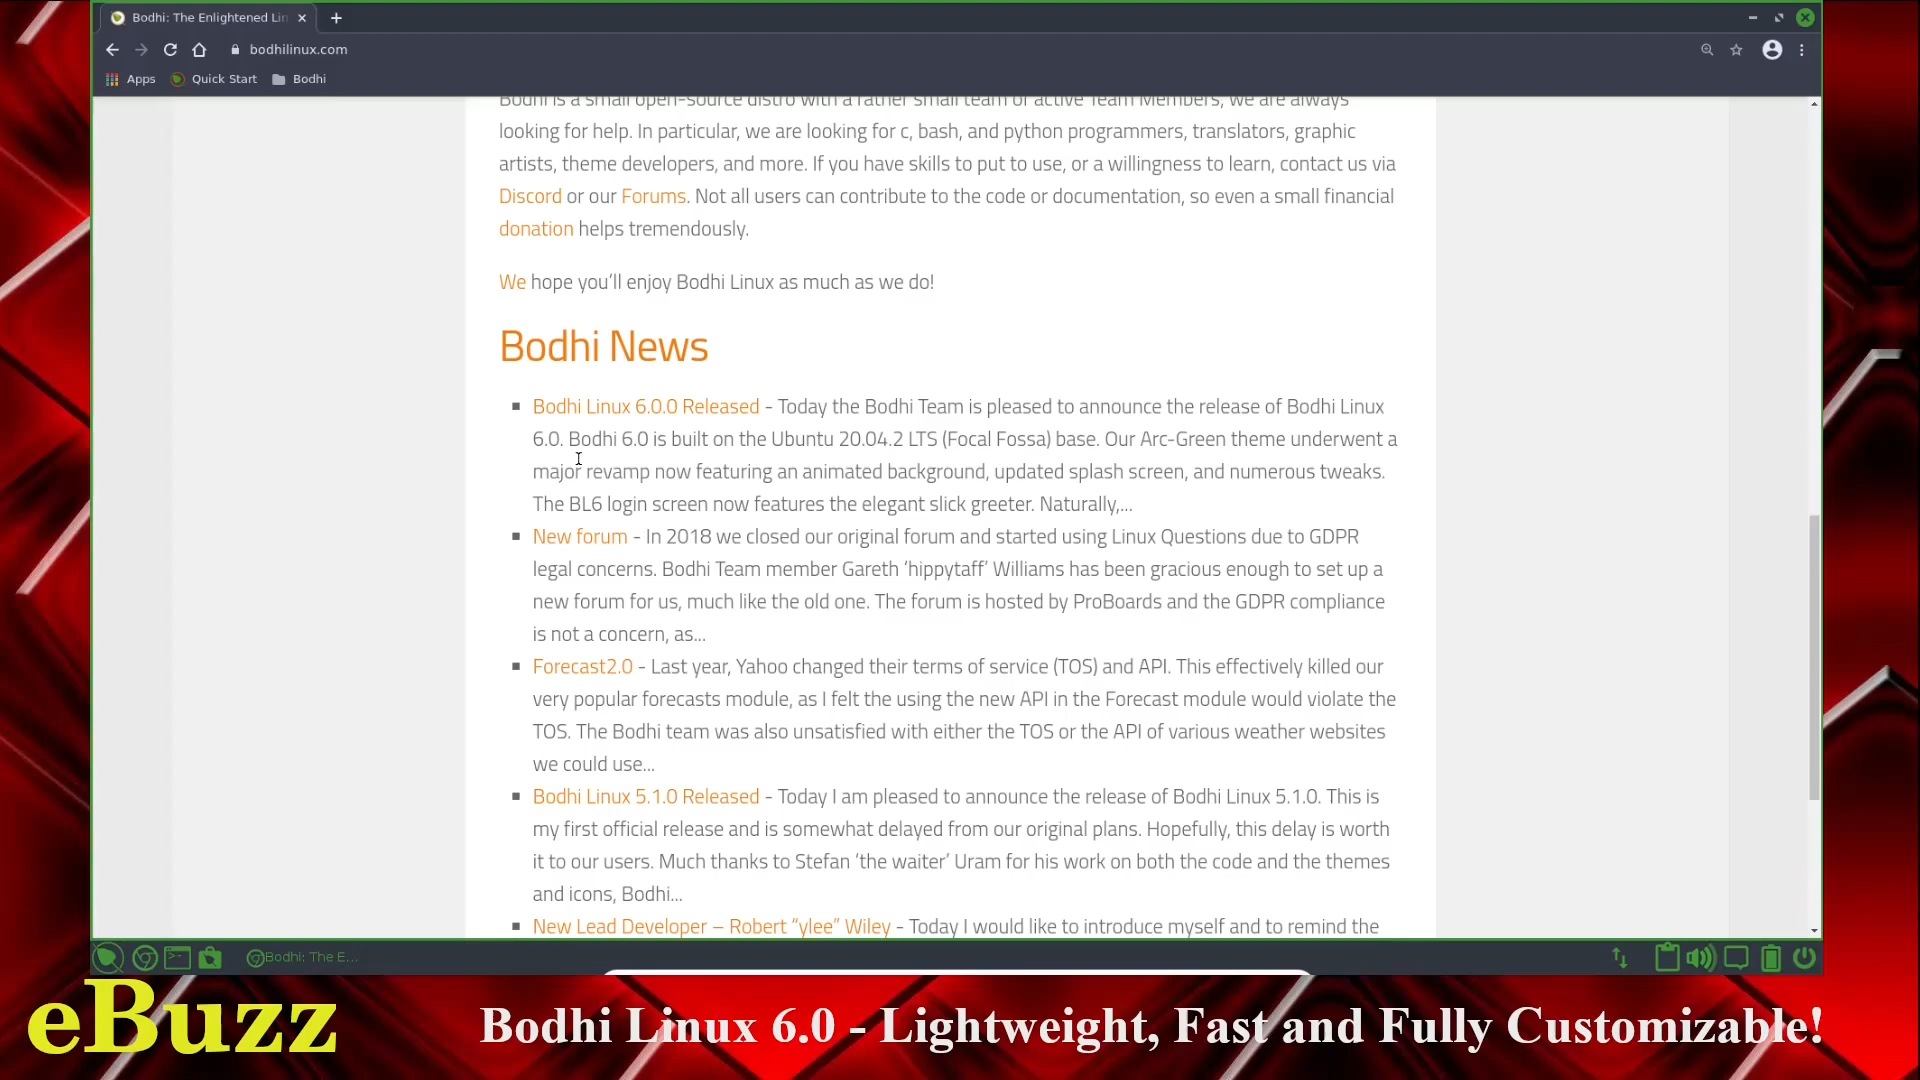 Bodhi: The Enlightened Lin
bodhilinux.com
Apps Quick Start Bodhi
Bodhi is a small open-source distro with a rather small team of active Team Members, we are always
looking for help. In particular, we are looking for c, bash, and python programmers, translators, graphic
artists, theme developers, and more. If you have skills to put to use, or a willingness to learn, contact us via
Discord or our Forums. Not all users can contribute to the code or documentation, so even a small financial
donation helps tremendously.
We hope you’ll enjoy Bodhi Linux as much as we do!
Bodhi News
Bodhi Linux 6.0.0 Released - Today the Bodhi Team is pleased to announce the release of Bodhi Linux
6.0. Bodhi 6.0 is built on the Ubuntu 20.04.2 LTS (Focal Fossa) base. Our Arc-Green theme underwent a
major revamp now featuring an animated background, updated splash screen, and numerous tweaks.
The BL6 login screen now features the elegant slick greeter. Naturally,...
New forum - In 2018 we closed our original forum and started using Linux Questions due to GDPR
legal concerns. Bodhi Team member Gareth ‘hippytaff’ Williams has been gracious enough to set up a
new forum for us, much like the old one. The forum is hosted by ProBoards and the GDPR compliance
is not a concern, as...
Forecast2.0 - Last year, Yahoo changed their terms of service (TOS) and API. This effectively killed our
very popular forecasts module, as I felt the using the new API in the Forecast module would violate the
TOS. The Bodhi team was also unsatisfied with either the TOS or the API of various weather websites
we could use...
Bodhi Linux 5.1.0 Released - Today I am pleased to announce the release of Bodhi Linux 5.1.0. This is
my first official release and is somewhat delayed from our original plans. Hopefully, this delay is worth
it to our users. Much thanks to Stefan ‘the waiter’ Uram for his work on both the code and the themes
and icons, Bodhi...
New Lead Developer – Robert “ylee” Wiley - Today I would like to introduce myself and to remind the
Bodhi: The E...
eBuzz
Bodhi Linux 6.0 - Lightweight, Fast and Fully Customizable!